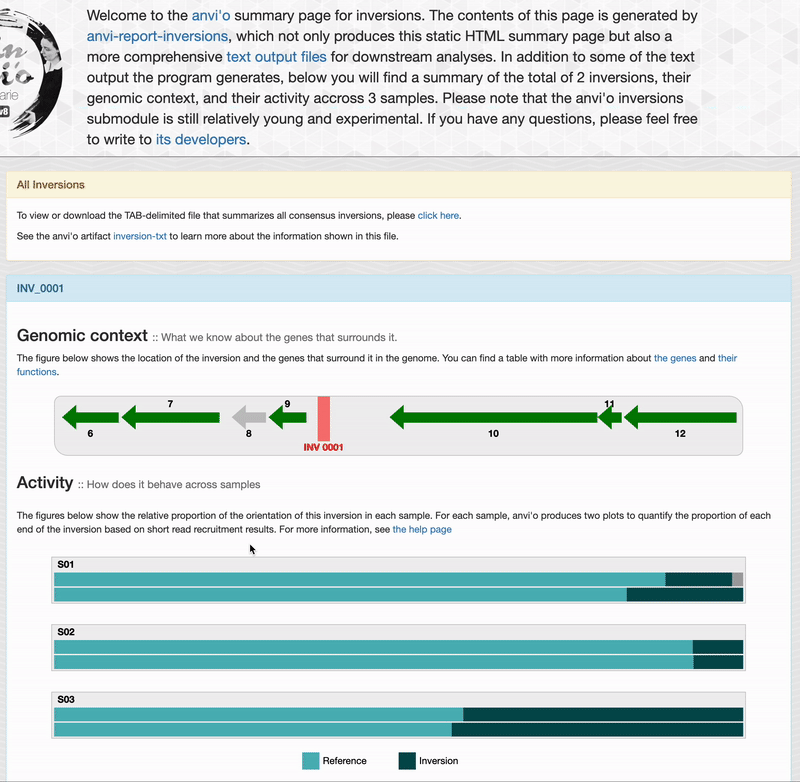 Welcome to the anvi'o summary page for inversions. The contents of this page is generated by
anvi-report-inversions, which not only produces this static HTML summary page but also a
more comprehensive text output files for downstream analyses. In addition to some of the text
output the program generates, below you will find a summary of the total of 2 inversions, their
genomic context, and their activity accross 3 samples. Please note that the anvi'o inversions
submodule is still relatively young and experimental. If you have any questions, please feel free
to write to its developers.
v8
All Inversions
To view or download the TAB-delimited file that summarizes all consensus inversions, please click here.
See the anvi'o artifact inversion-txt to learn more about the information shown in this file.
INV_0001
Genomic context :: What we know about the genes that surrounds it.
The figure below shows the location of the inversion and the genes that surround it in the genome. You can find a table with more information about the genes and their
functions.
7 9 11
6 8 10 12
INV 0001
Activity :: How does it behave across samples
The figures below show the relative proportion of the orientation of this inversion in each sample. For each sample, anvi'o produces two plots to quantify the proportion of each
end of the inversion based on short read recruitment results. For more information, see the help page
S01
S02
S03
Reference Inversion